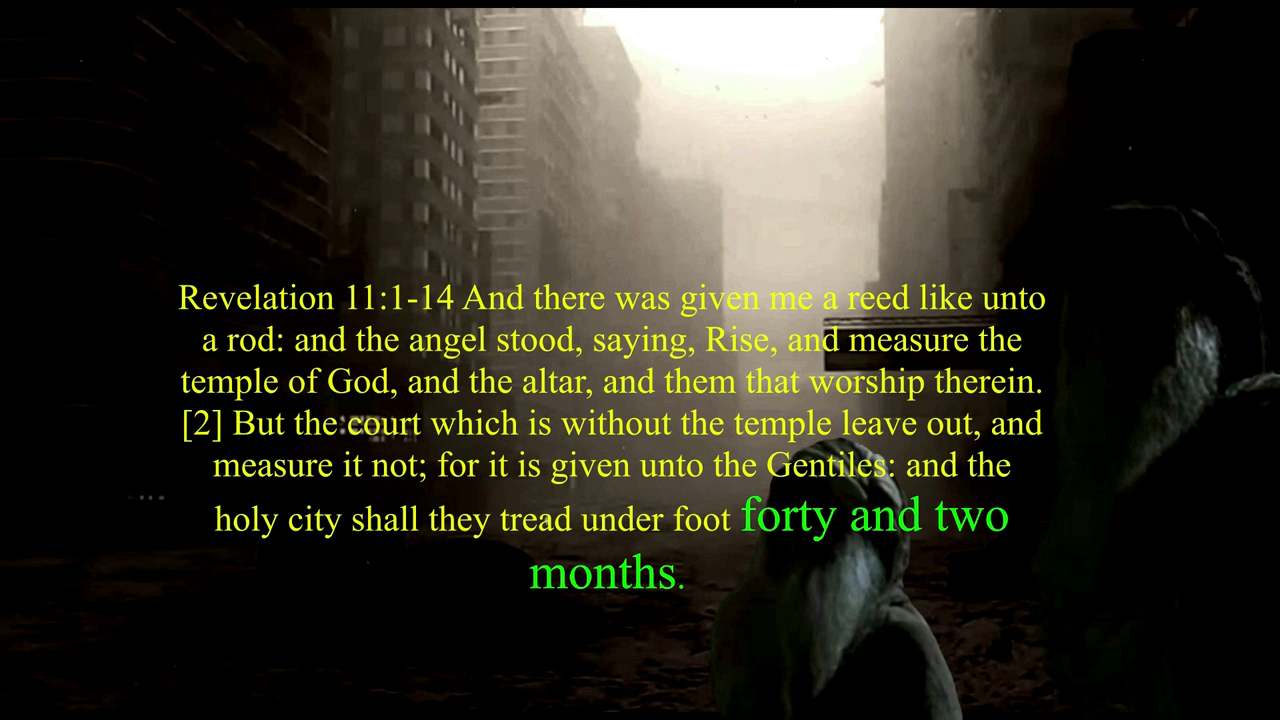 Revelation 11:1-14 And there was given me a reed like unto
a rod: and the angel stood, saying, Rise, and measure the
temple of God, and the altar, and them that worship therein.
[2] But the court which is without the temple leave out, and
measure it not; for it is given unto the Gentiles: and the
holy city shall they tread under foot forty and two
months.